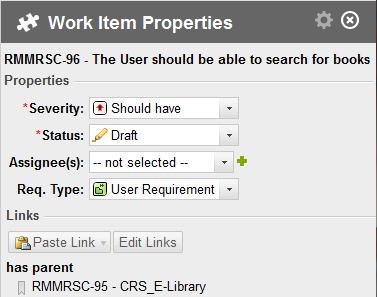 Work Item Properties
RMMRSC-96 - The User should be able to search for books
Properties
*Severity: Should have
*Status: Draft
Assignee(s): -- not selected --
Req. Type: User Requirement
Links
Paste Link Edit Links
has parent
RMMRSC-95 - CRS_E-Library